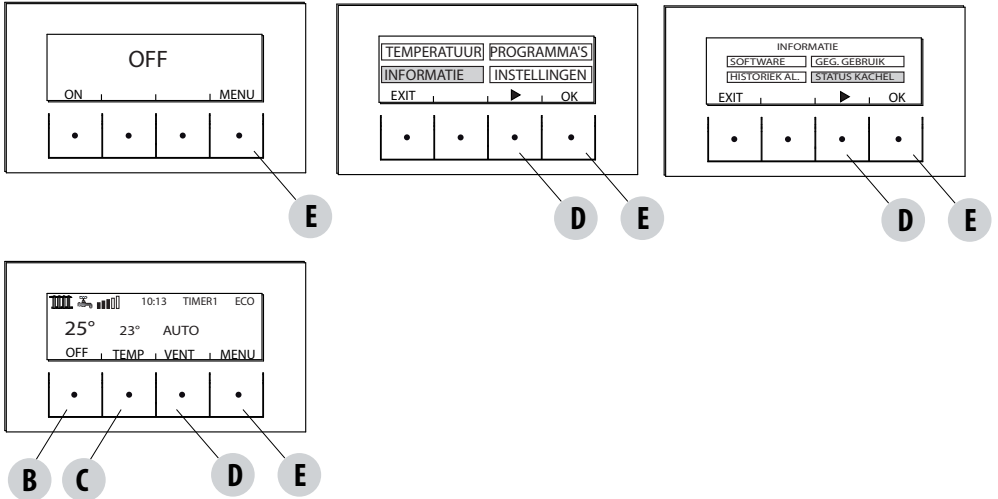 OFF
ON MENU
E
TEMPERATUUR PROGRAMMA'S
INFORMATIE INSTELLINGEN
EXIT OK
D E
INFORMATIE
SOFTWARE GEG. GEBRUIK
HISTORIEK AL. STATUS KACHEL
EXIT OK
D E
10:13 TIMER1 ECO
25° 23° AUTO
OFF TEMP VENT MENU
B C D E